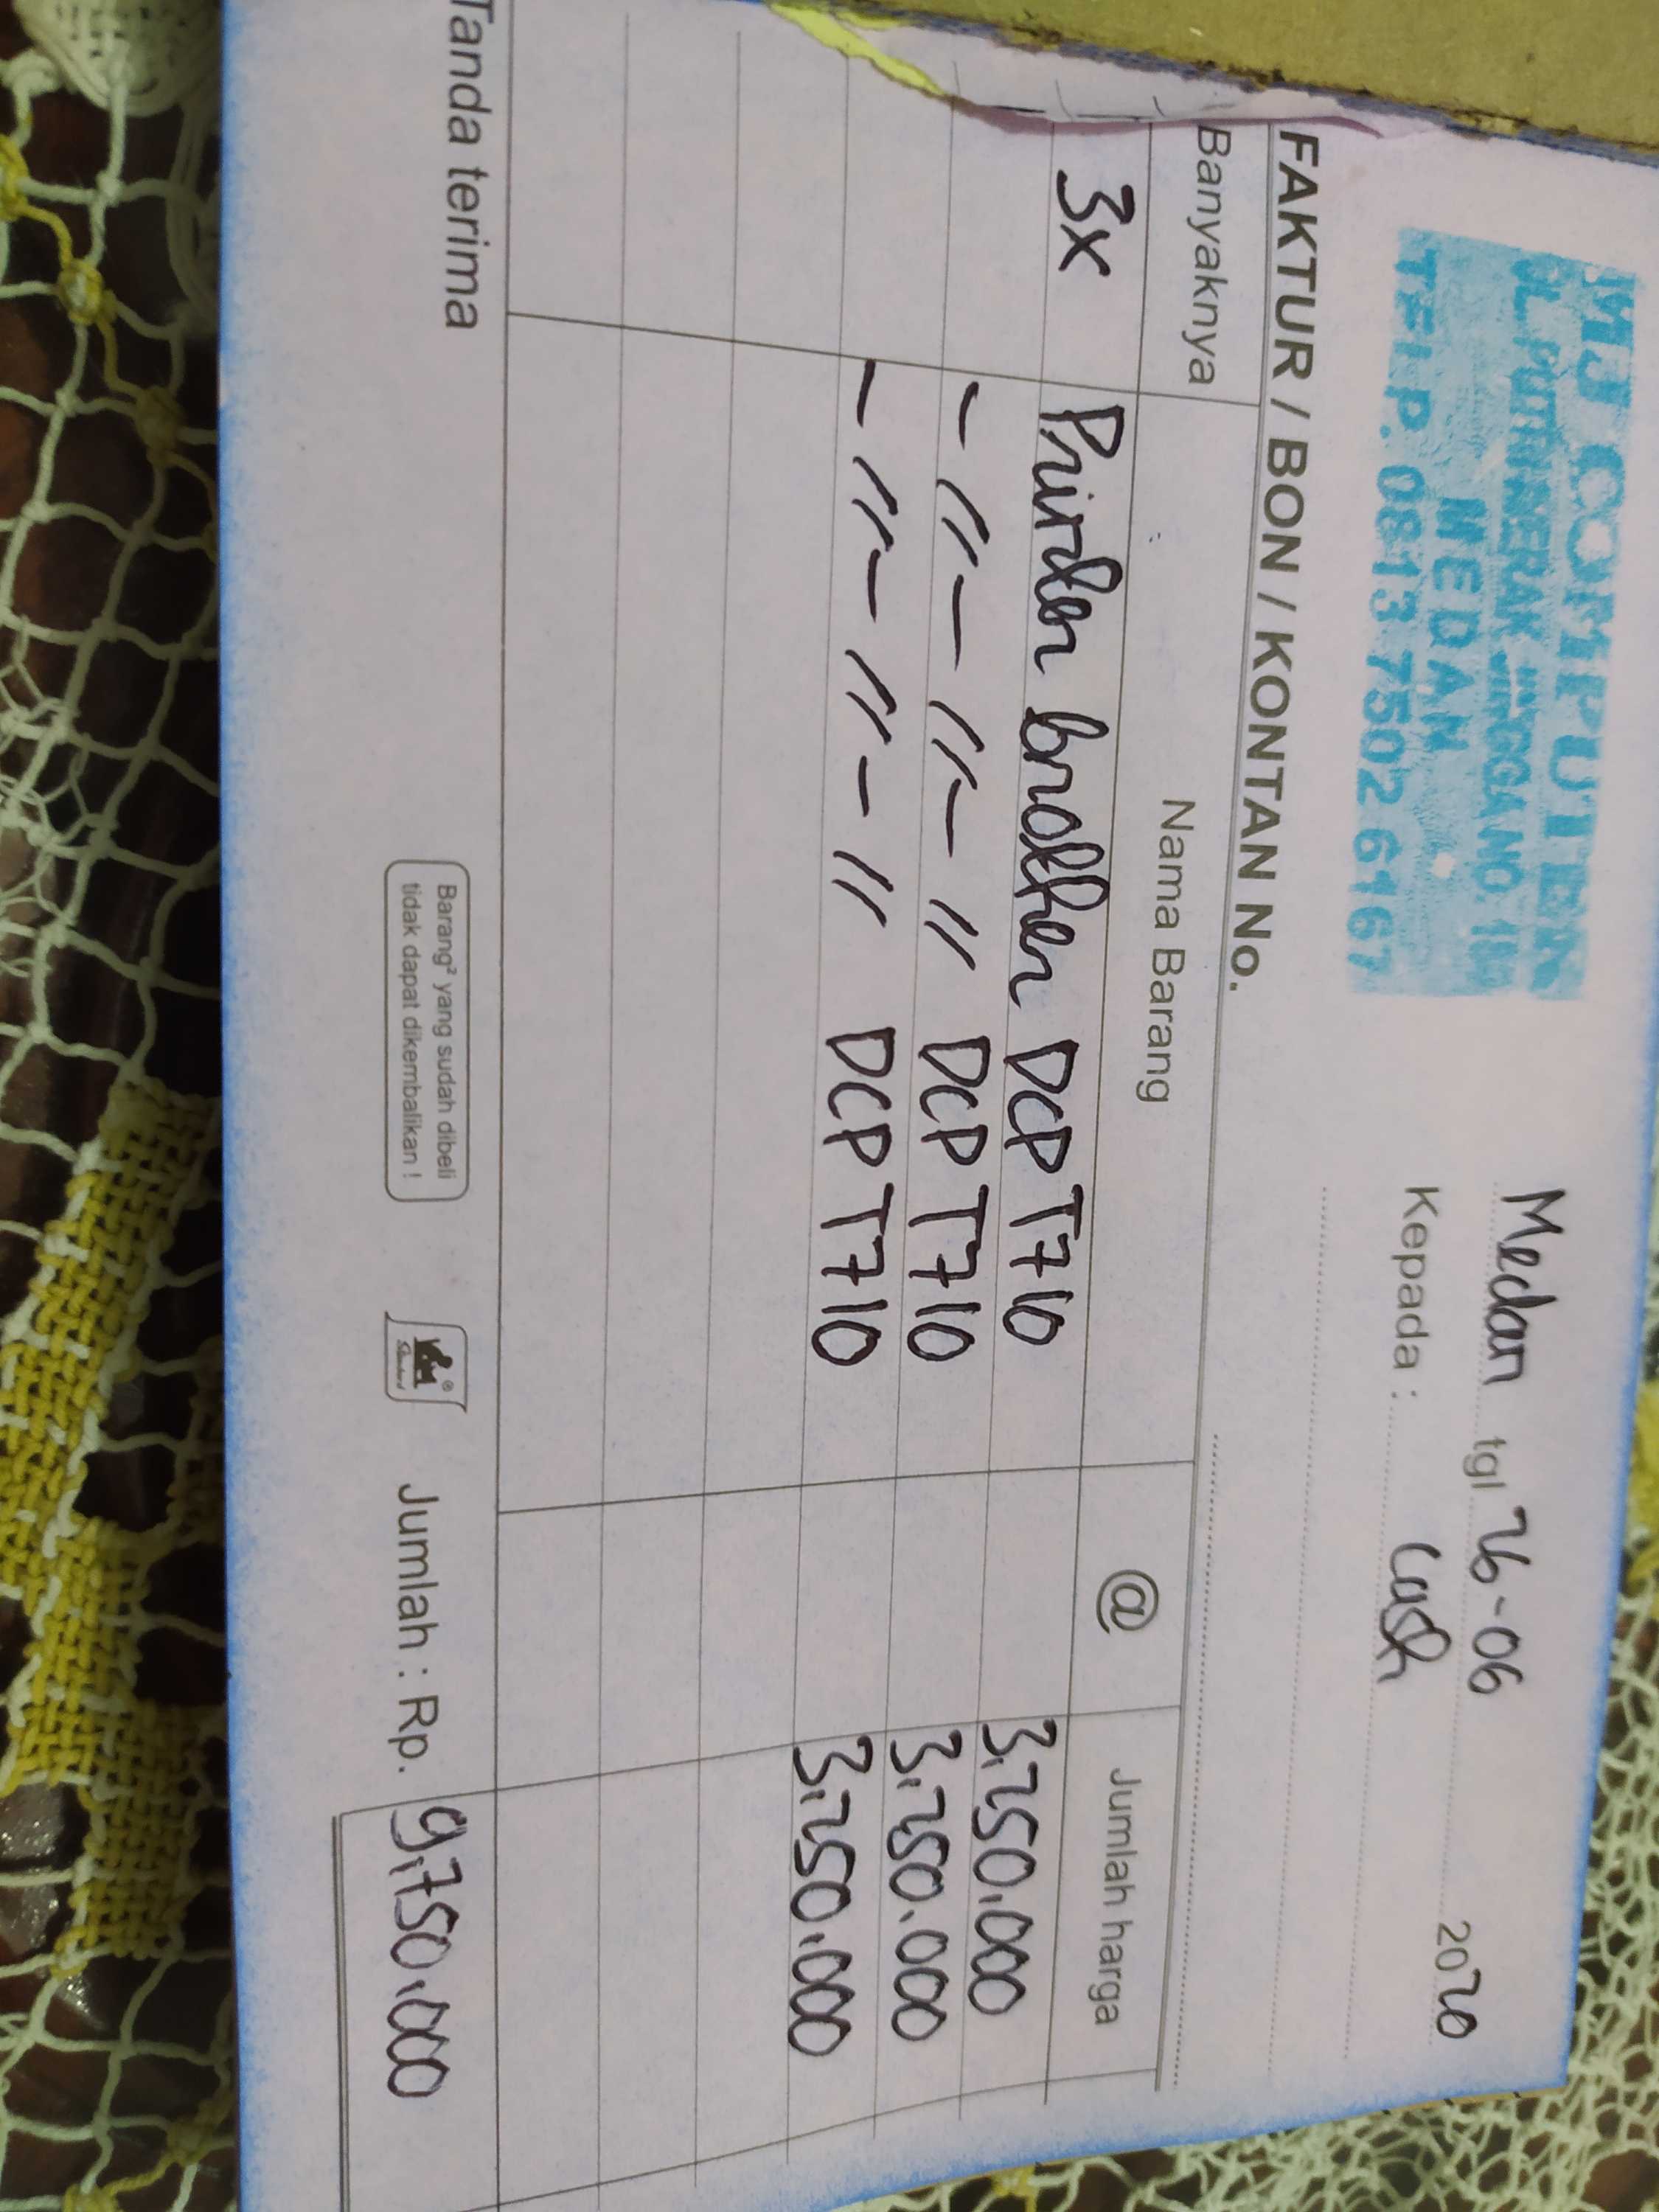 MJ COMPUTER
JL. PUTRI MERAK JINGGA NO.
MEDAN
TELP. 0813 7502 6167
Medan tgl 26-06 2020
Kepada : Cash
FAKTUR / BON / KONTAN No.
Banyaknya Nama Barang @ Jumlah harga
3x Printer brother DCP T710 3.250.000
- // - // - // DCP T710 3.250.000
- // - // - // DCP T710 3.250.000
Tanda terima
Barang² yang sudah dibeli
tidak dapat dikembalikan !
Jumlah : Rp. 9.750.000